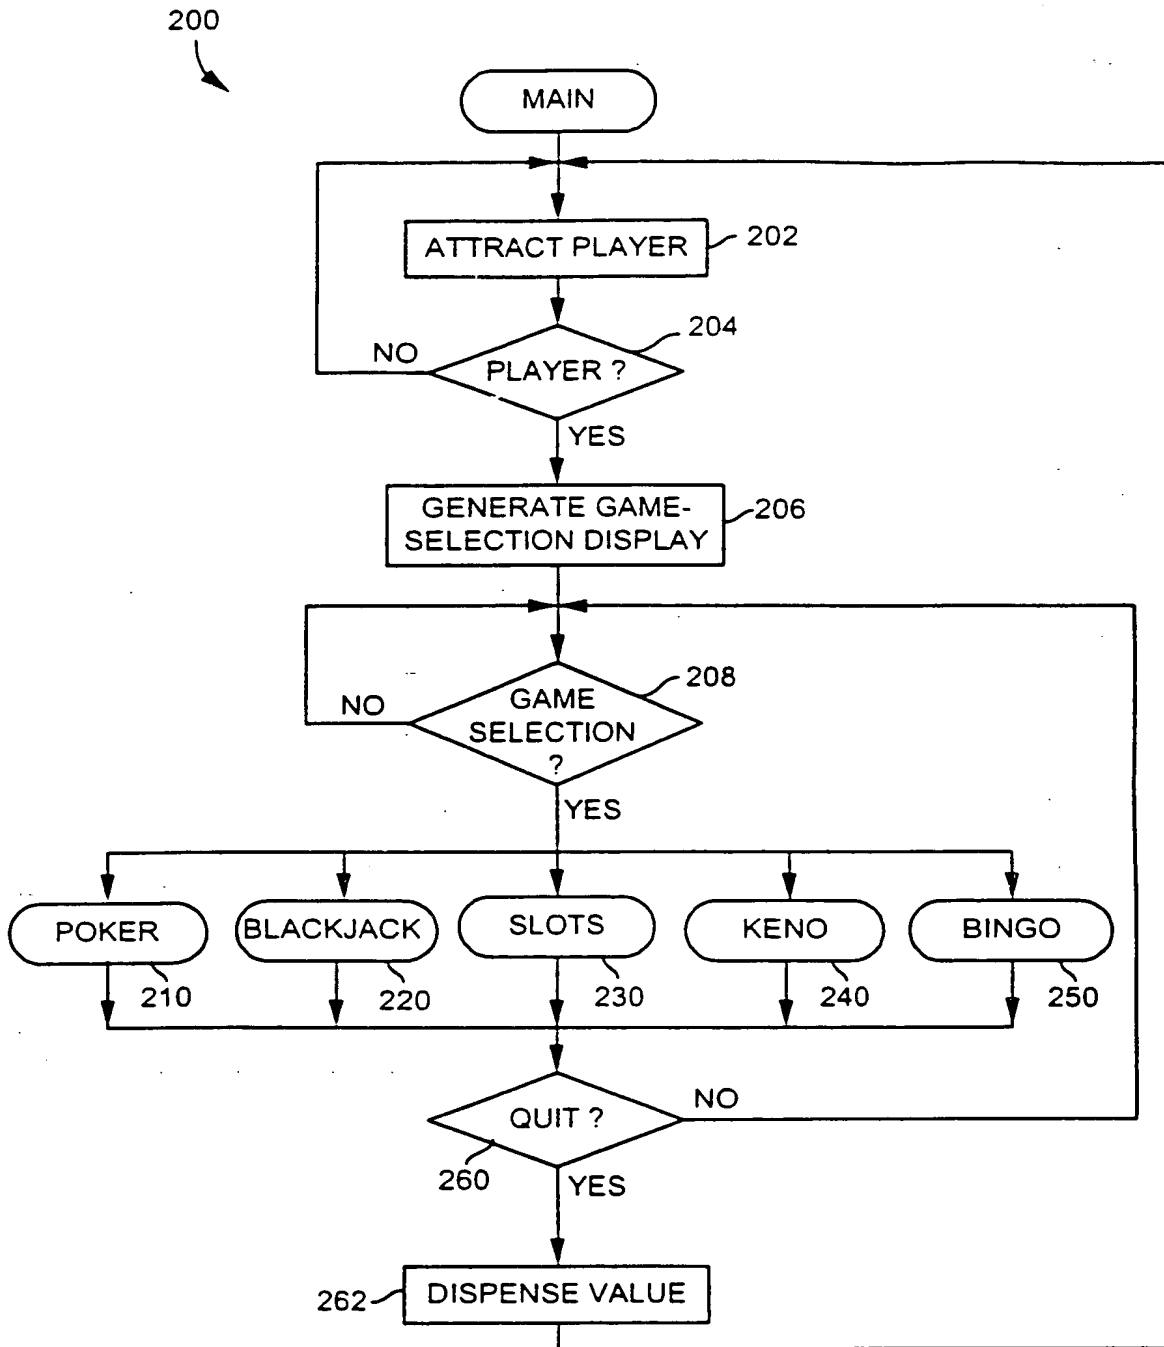 200
MAIN
ATTRACT PLAYER
202
204
NO
PLAYER ?
YES
GENERATE GAME-
SELECTION DISPLAY
206
208
NO
GAME
SELECTION
?
YES
POKER
BLACKJACK
SLOTS
KENO
BINGO
210
220
230
240
250
QUIT ?
NO
260
YES
262
DISPENSE VALUE